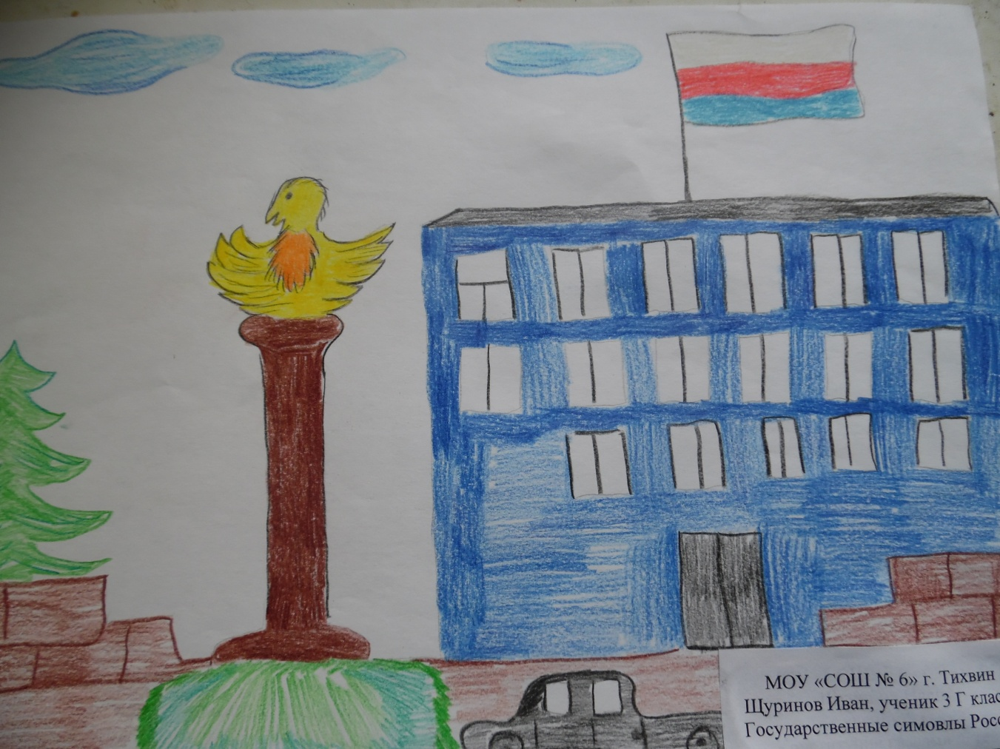 МОУ «СОШ № 6» г. Тихвин
Щуринов Иван, ученик 3 Г клас
Государственные симовлы Росс